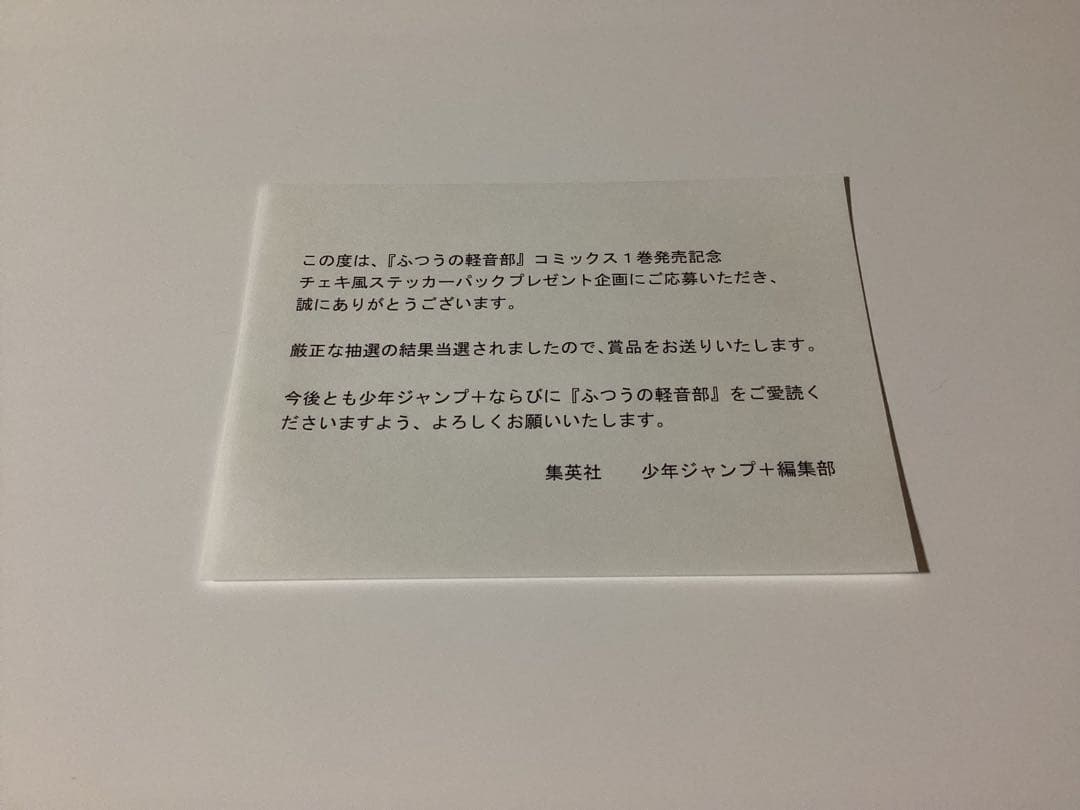 この度は、『ふつうの軽音部』コミックス１巻発売記念
チェキ風ステッカーパックプレゼント企画にご応募いただき、
誠にありがとうございます。
厳正な抽選の結果当選されましたので、賞品をお送りいたします。
今後とも少年ジャンプ＋ならびに『ふつうの軽音部』をご愛読く
ださいますよう、よろしくお願いいたします。
集英社　　少年ジャンプ＋編集部